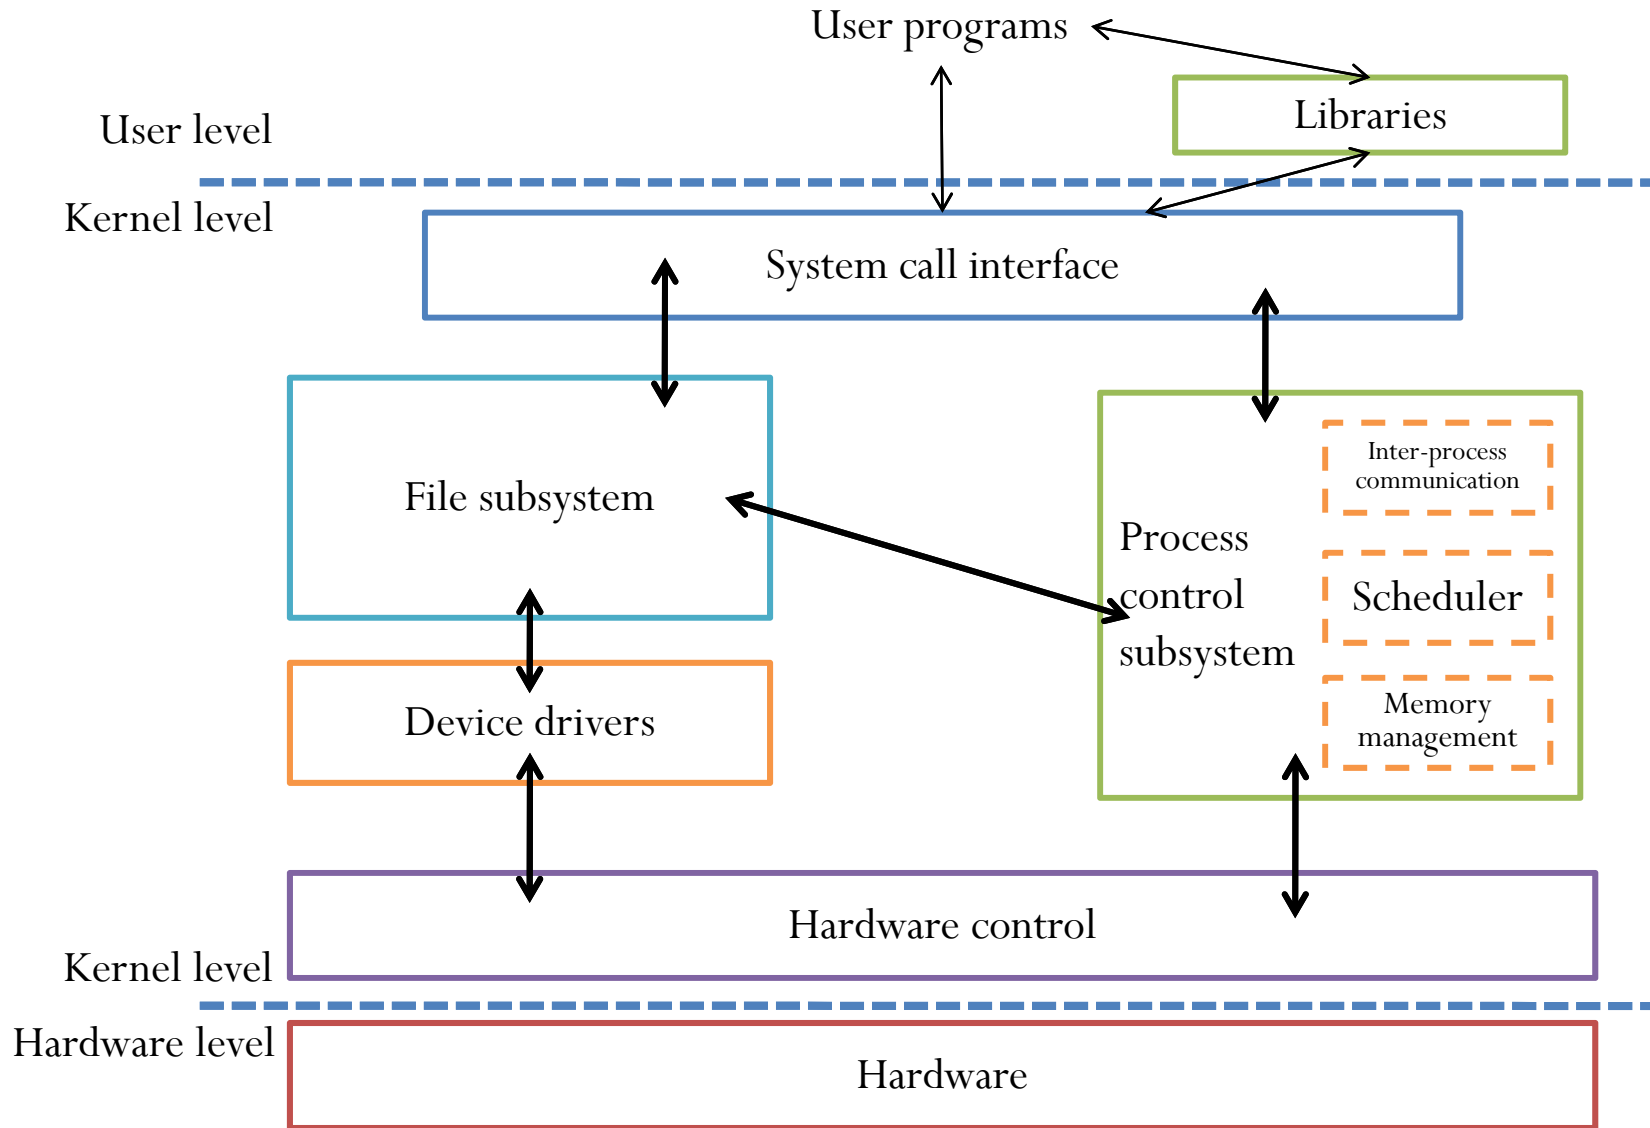 User programs
Libraries
User level
Kernel level
System call interface
File subsystem
Process
control
subsystem
Inter-process
communication
Scheduler
Memory
management
Device drivers
Hardware control
Kernel level
Hardware level
Hardware